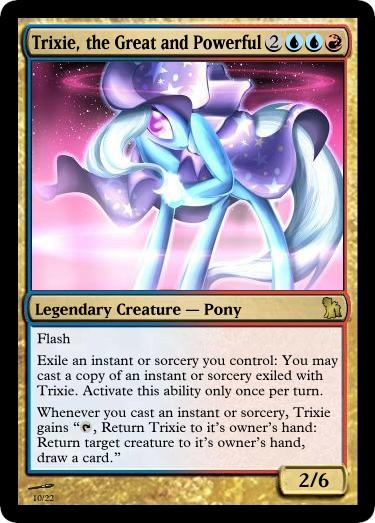 Trixie, the Great and Powerful 2
Legendary Creature — Pony
Flash
Exile an instant or sorcery you control: You may
cast a copy of an instant or sorcery exiled with
Trixie. Activate this ability only once per turn.
Whenever you cast an instant or sorcery, Trixie
gains “, Return Trixie to it's owner's hand:
Return target creature to it's owner's hand,
draw a card.”
2/6
10/22